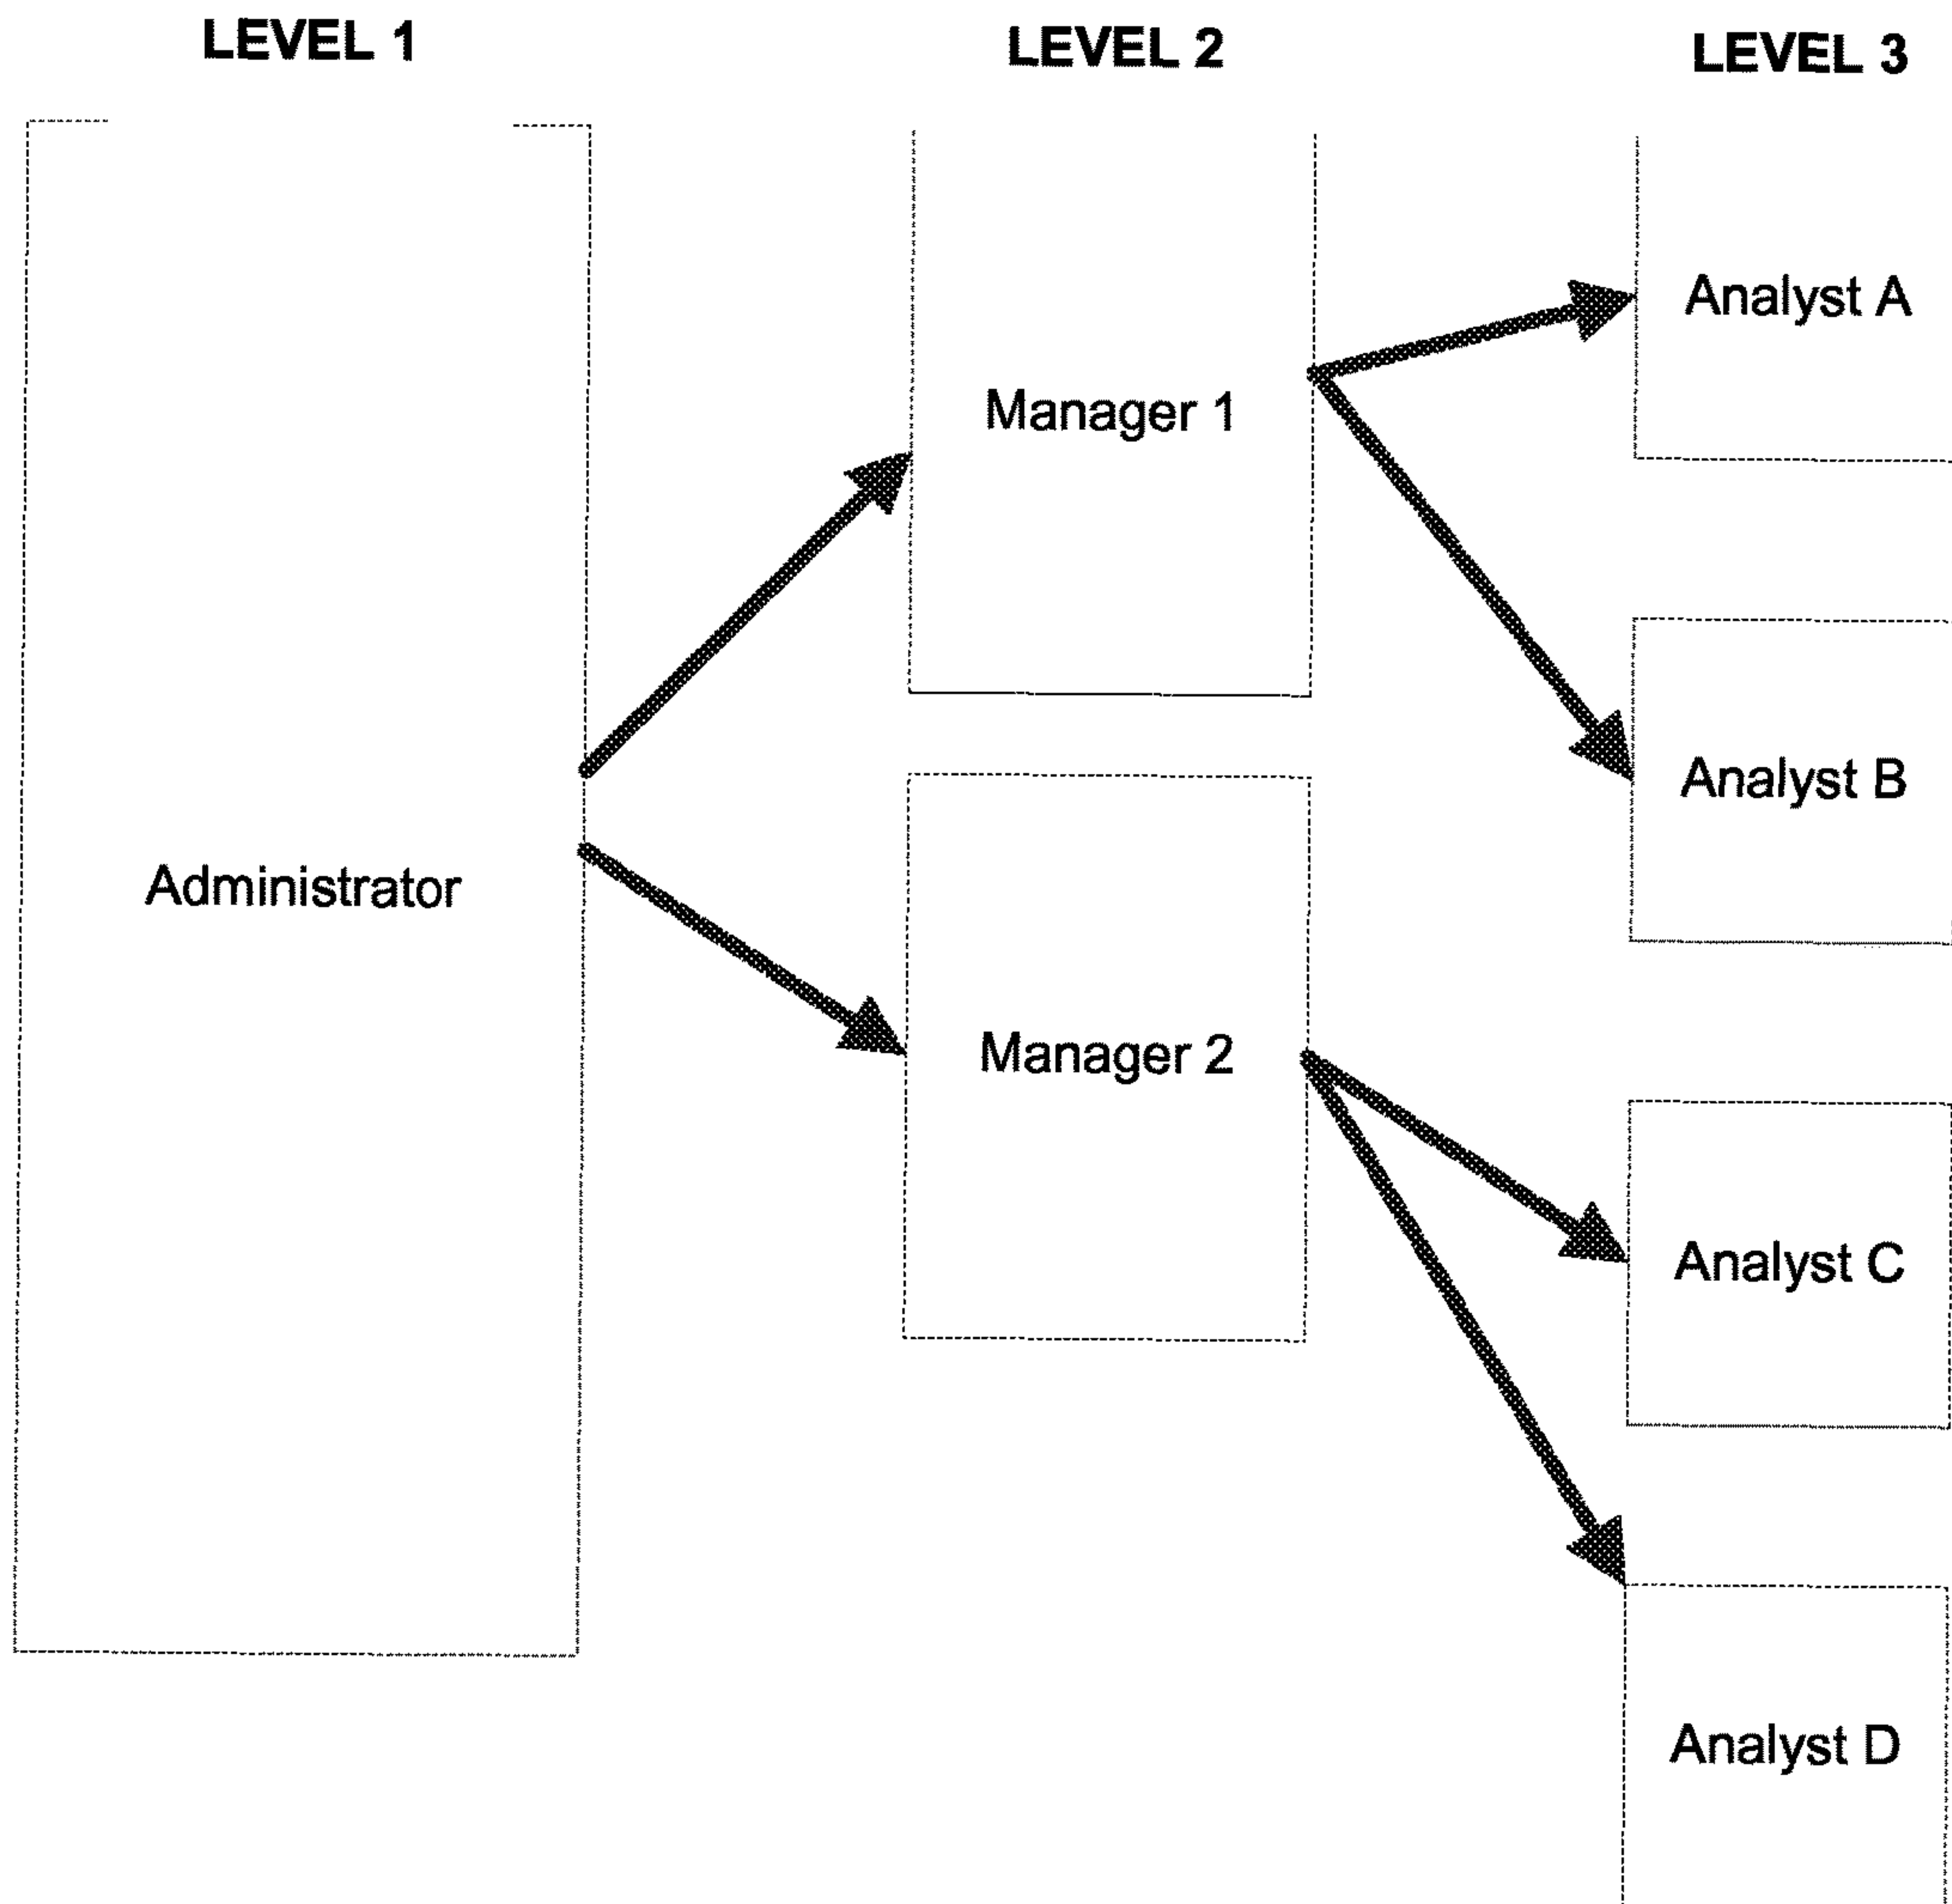 LEVEL 1
LEVEL 2
LEVEL 3
Administrator
Manager 1
Manager 2
Analyst A
Analyst B
Analyst C
Analyst D